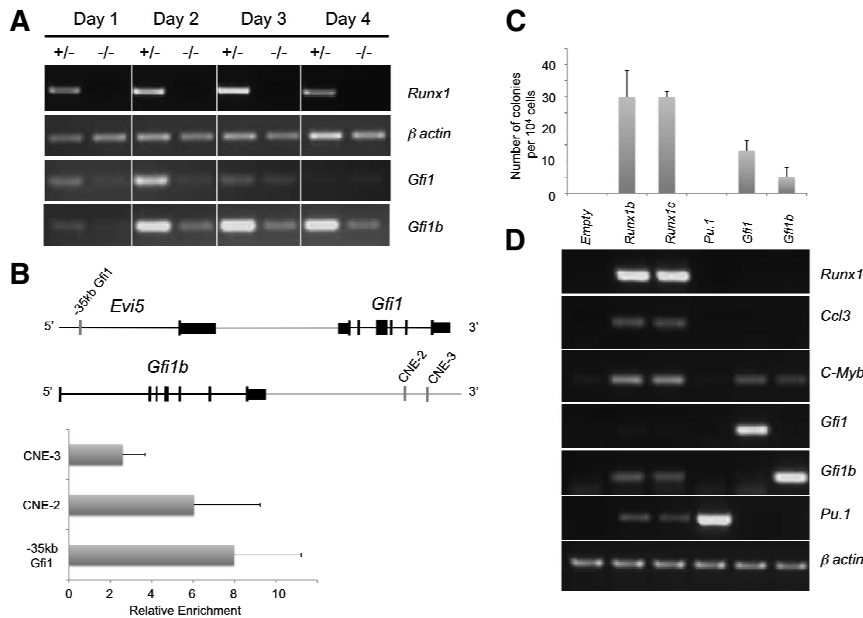 A
Day 1 Day 2 Day 3 Day 4
+/- -/- +/- -/- +/- -/- +/- -/-
Runx1
β actin
Gfi1
Gfi1b
B
-35kb Gfi1
Evi5
Gfi1
5’ 3’
Gfi1b
CNE-2
CNE-3
5’ 3’
CNE-3
CNE-2
-35kb
Gfi1
0 2 4 6 8 10
Relative Enrichment
C
Number of colonies
per 10⁴ cells
40
30
20
10
0
Empty
Runx1b
Runx1c
Pu.1
Gfi1
Gfi1b
D
Runx1
Ccl3
C-Myb
Gfi1
Gfi1b
Pu.1
β actin